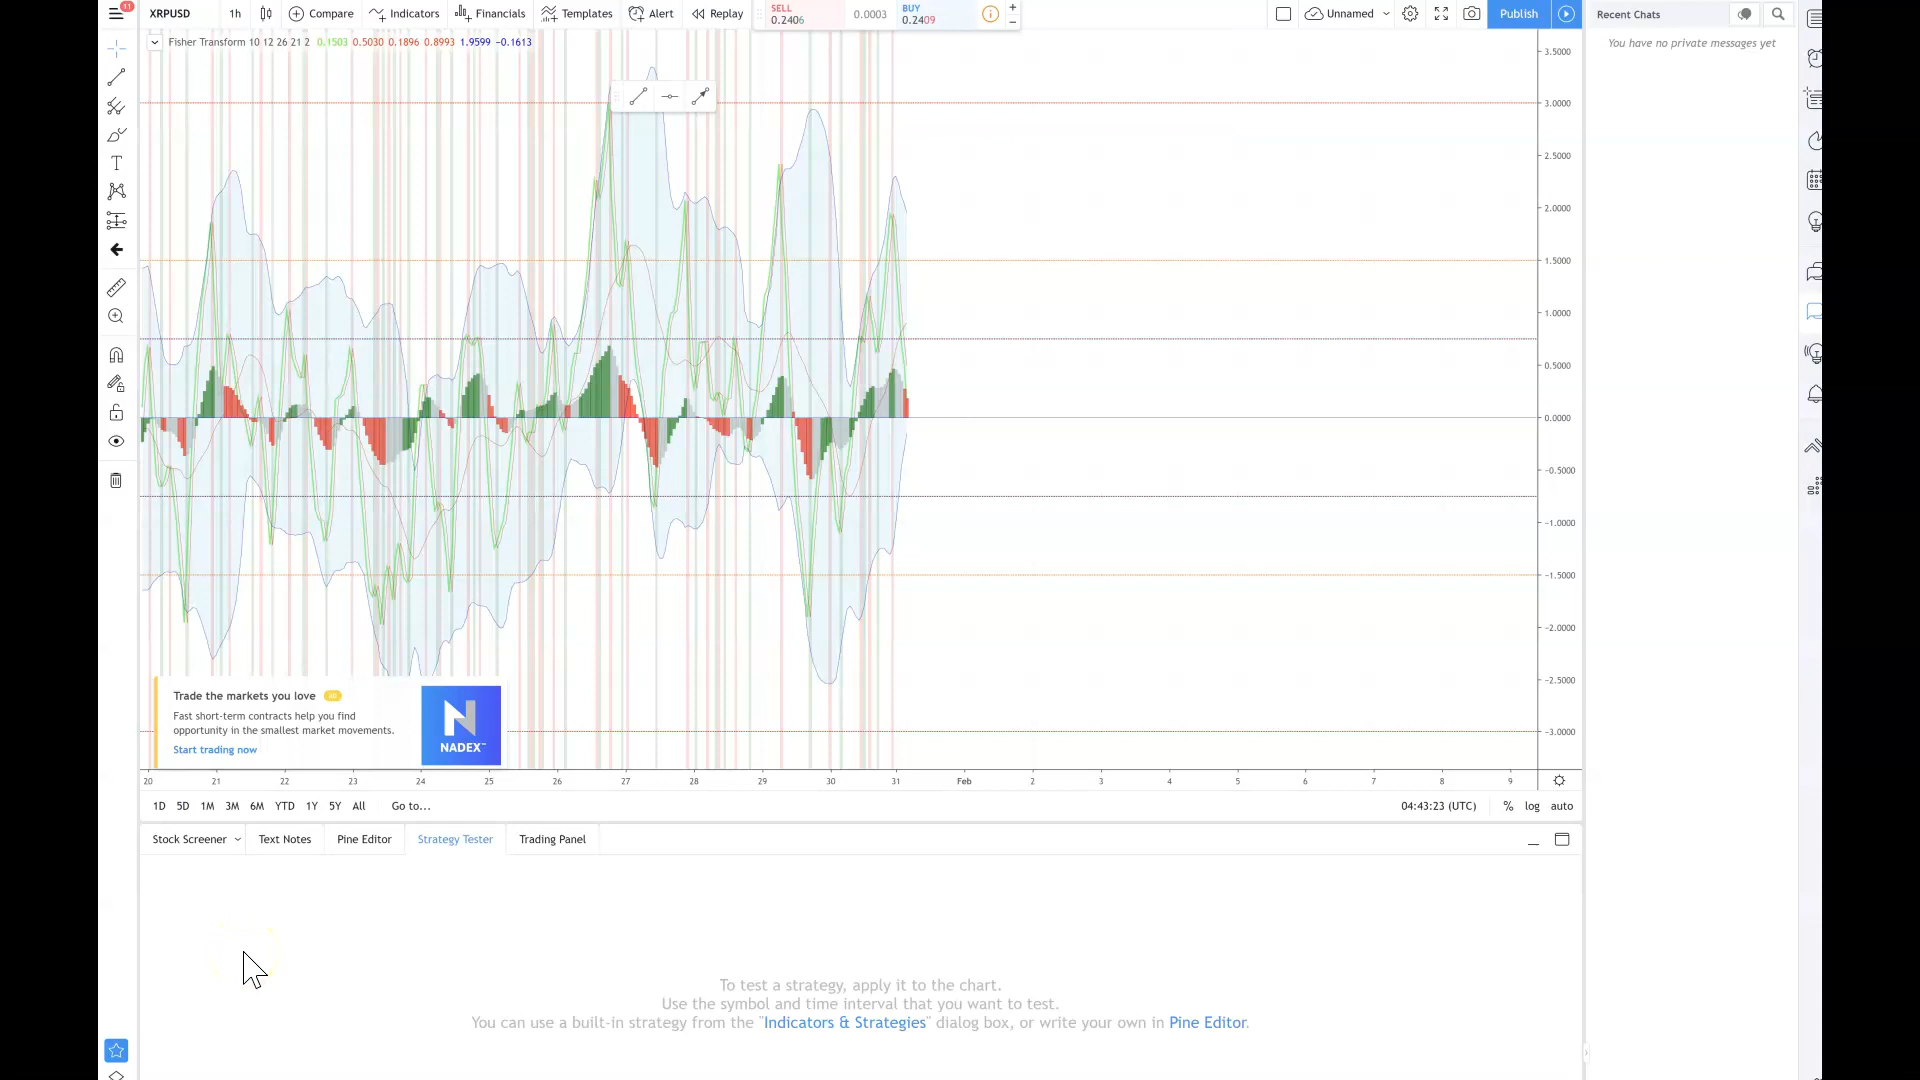 11
XRPUSD
1h
Compare
Indicators
Financials
Templates
Alert
Replay
SELL
0.2406
0.0003
BUY
0.2409
Unnamed
Publish
Recent Chats
You have no private messages yet
Fisher Transform 10 12 26 21 2 0.1503 0.5030 0.1896 0.8993 1.9599 −0.1613
3.5000
3.0000
2.5000
2.0000
1.5000
1.0000
0.5000
0.0000
−0.5000
−1.0000
−1.5000
−2.0000
−2.5000
−3.0000
Trade the markets you love
Fast short-term contracts help you find
opportunity in the smallest market movements.
Start trading now
NADEX™
20 21 22 23 24 25 26 27 28 29 30 31 Feb 2 3 4 5 6 7 8 9
1D 5D 1M 3M 6M YTD 1Y 5Y All Go to...
04:43:23 (UTC) % log auto
Stock Screener Text Notes Pine Editor Strategy Tester Trading Panel
To test a strategy, apply it to the chart.
Use the symbol and time interval that you want to test.
You can use a built-in strategy from the "Indicators & Strategies" dialog box, or write your own in Pine Editor.